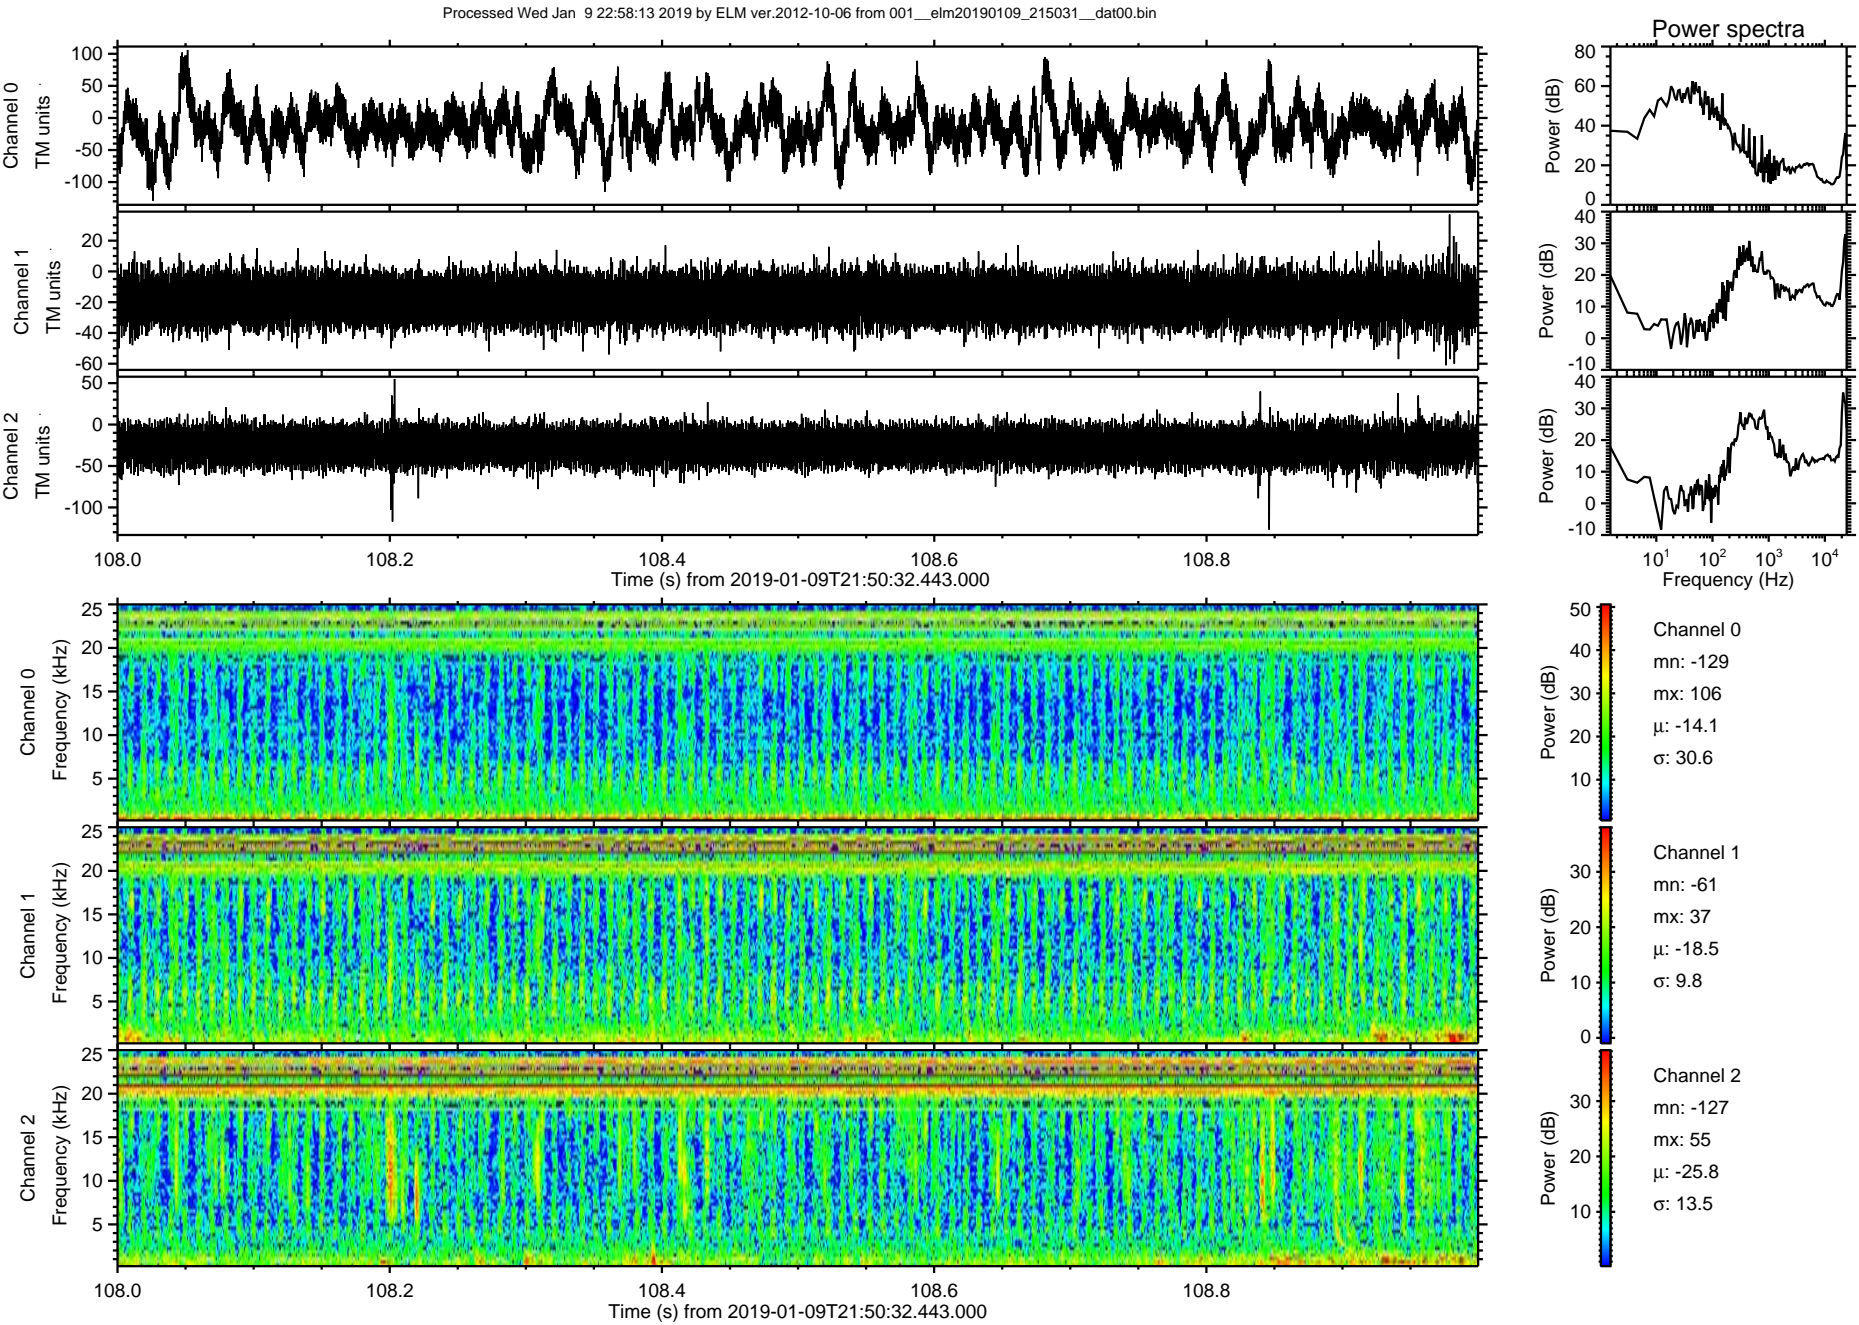 Processed Wed Jan  9 22:58:13 2019 by ELM ver.2012-10-06 from 001__elm20190109_215031__dat00.bin
Power spectra
Channel 0
TM units
100
50
0
-50
-100
Power (dB)
80
60
40
20
0
Channel 1
TM units
20
0
-20
-40
-60
Power (dB)
40
30
20
10
0
-10
Channel 2
TM units
50
0
-50
-100
Power (dB)
40
30
20
10
0
-10
108.0 108.2 108.4 108.6 108.8
Time (s) from 2019-01-09T21:50:32.443.000
10^1 10^2 10^3 10^4
Frequency (Hz)
Channel 0
Frequency (kHz)
25
20
15
10
5
Power (dB)
50
40
30
20
10
Channel 0
mn: -129
mx: 106
μ: -14.1
σ: 30.6
Channel 1
Frequency (kHz)
25
20
15
10
5
Power (dB)
30
20
10
0
Channel 1
mn: -61
mx: 37
μ: -18.5
σ: 9.8
Channel 2
Frequency (kHz)
25
20
15
10
5
Power (dB)
30
20
10
Channel 2
mn: -127
mx: 55
μ: -25.8
σ: 13.5
108.0 108.2 108.4 108.6 108.8
Time (s) from 2019-01-09T21:50:32.443.000